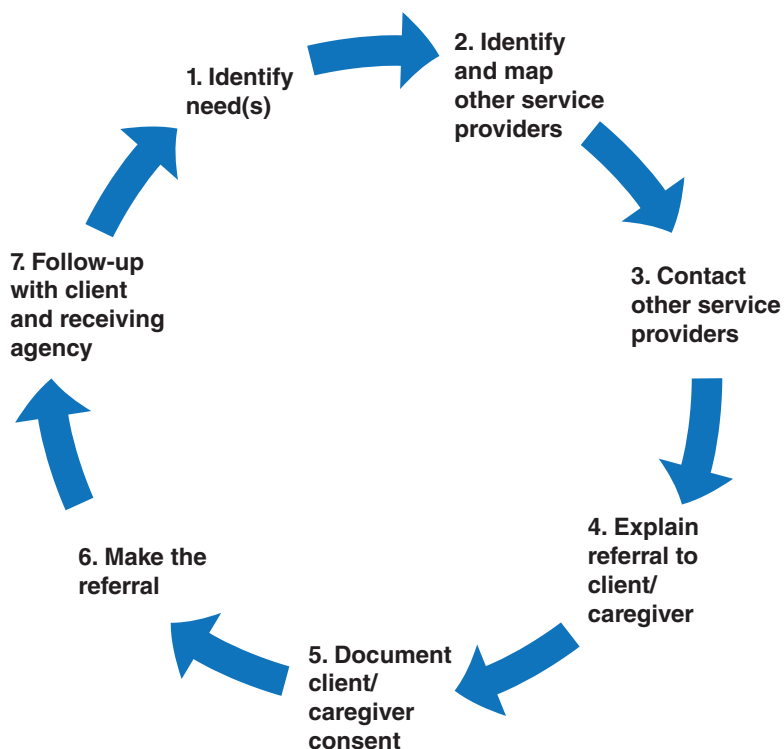 1. Identify
need(s)
2. Identify
and map
other service
providers
3. Contact
other service
providers
4. Explain
referral to
client/
caregiver
5. Document
client/
caregiver
consent
6. Make the
referral
7. Follow-up
with client
and receiving
agency